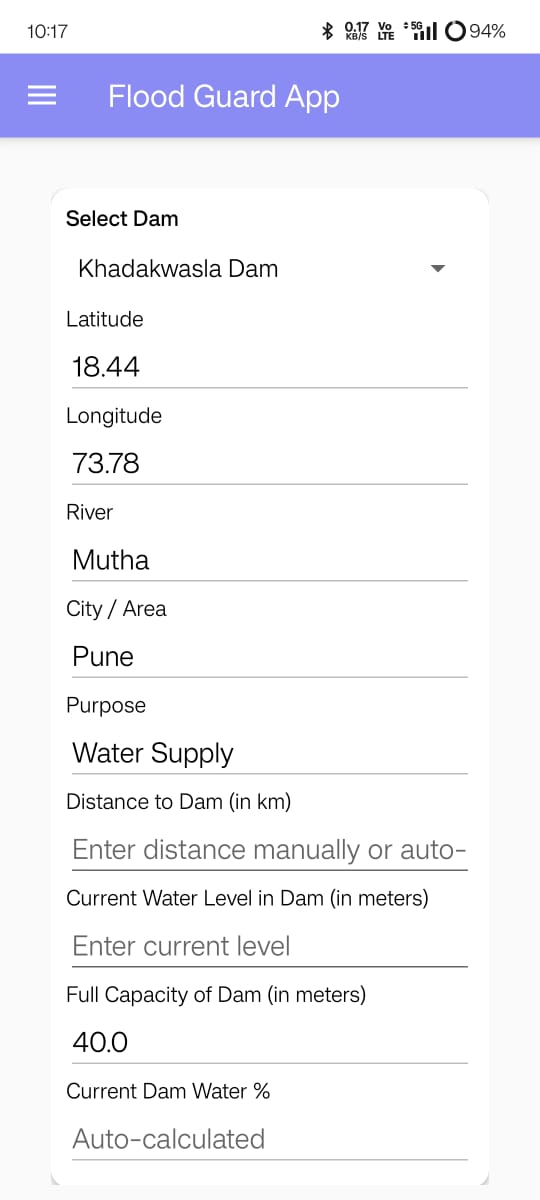 10:17
0.17 KB/S Vo LTE 5G 94%
Flood Guard App
Select Dam
Khadakwasla Dam
Latitude
18.44
Longitude
73.78
River
Mutha
City / Area
Pune
Purpose
Water Supply
Distance to Dam (in km)
Enter distance manually or auto-
Current Water Level in Dam (in meters)
Enter current level
Full Capacity of Dam (in meters)
40.0
Current Dam Water %
Auto-calculated